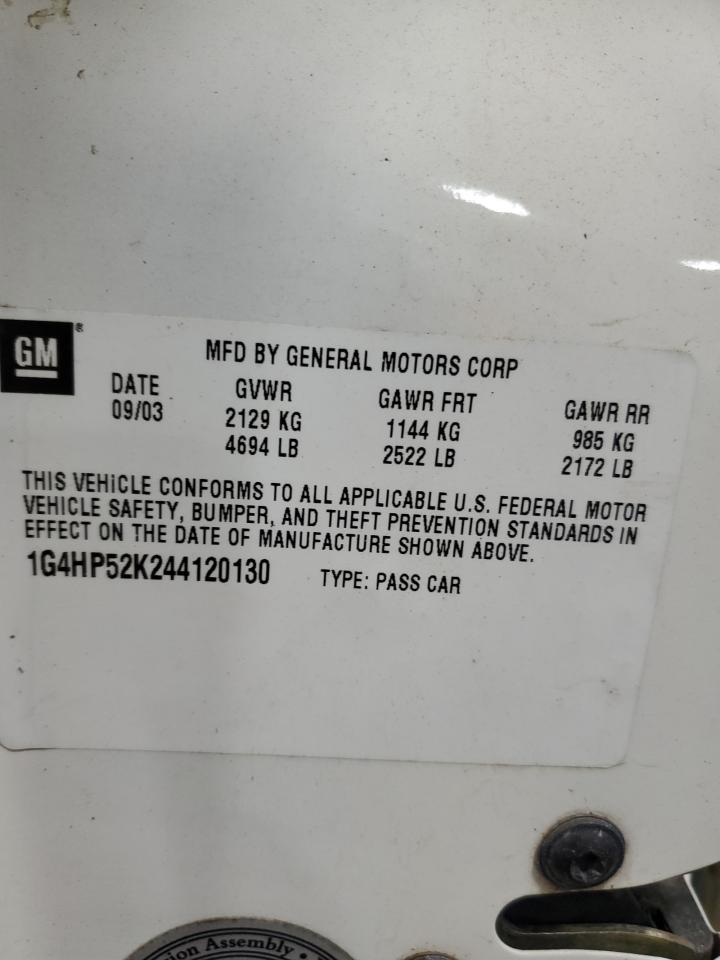 GM®
MFD BY GENERAL MOTORS CORP
DATE GVWR GAWR FRT GAWR RR
09/03 2129 KG 1144 KG 985 KG
4694 LB 2522 LB 2172 LB
THIS VEHICLE CONFORMS TO ALL APPLICABLE U.S. FEDERAL MOTOR
VEHICLE SAFETY, BUMPER, AND THEFT PREVENTION STANDARDS IN
EFFECT ON THE DATE OF MANUFACTURE SHOWN ABOVE.
1G4HP52K244120130 TYPE: PASS CAR
Assembly •